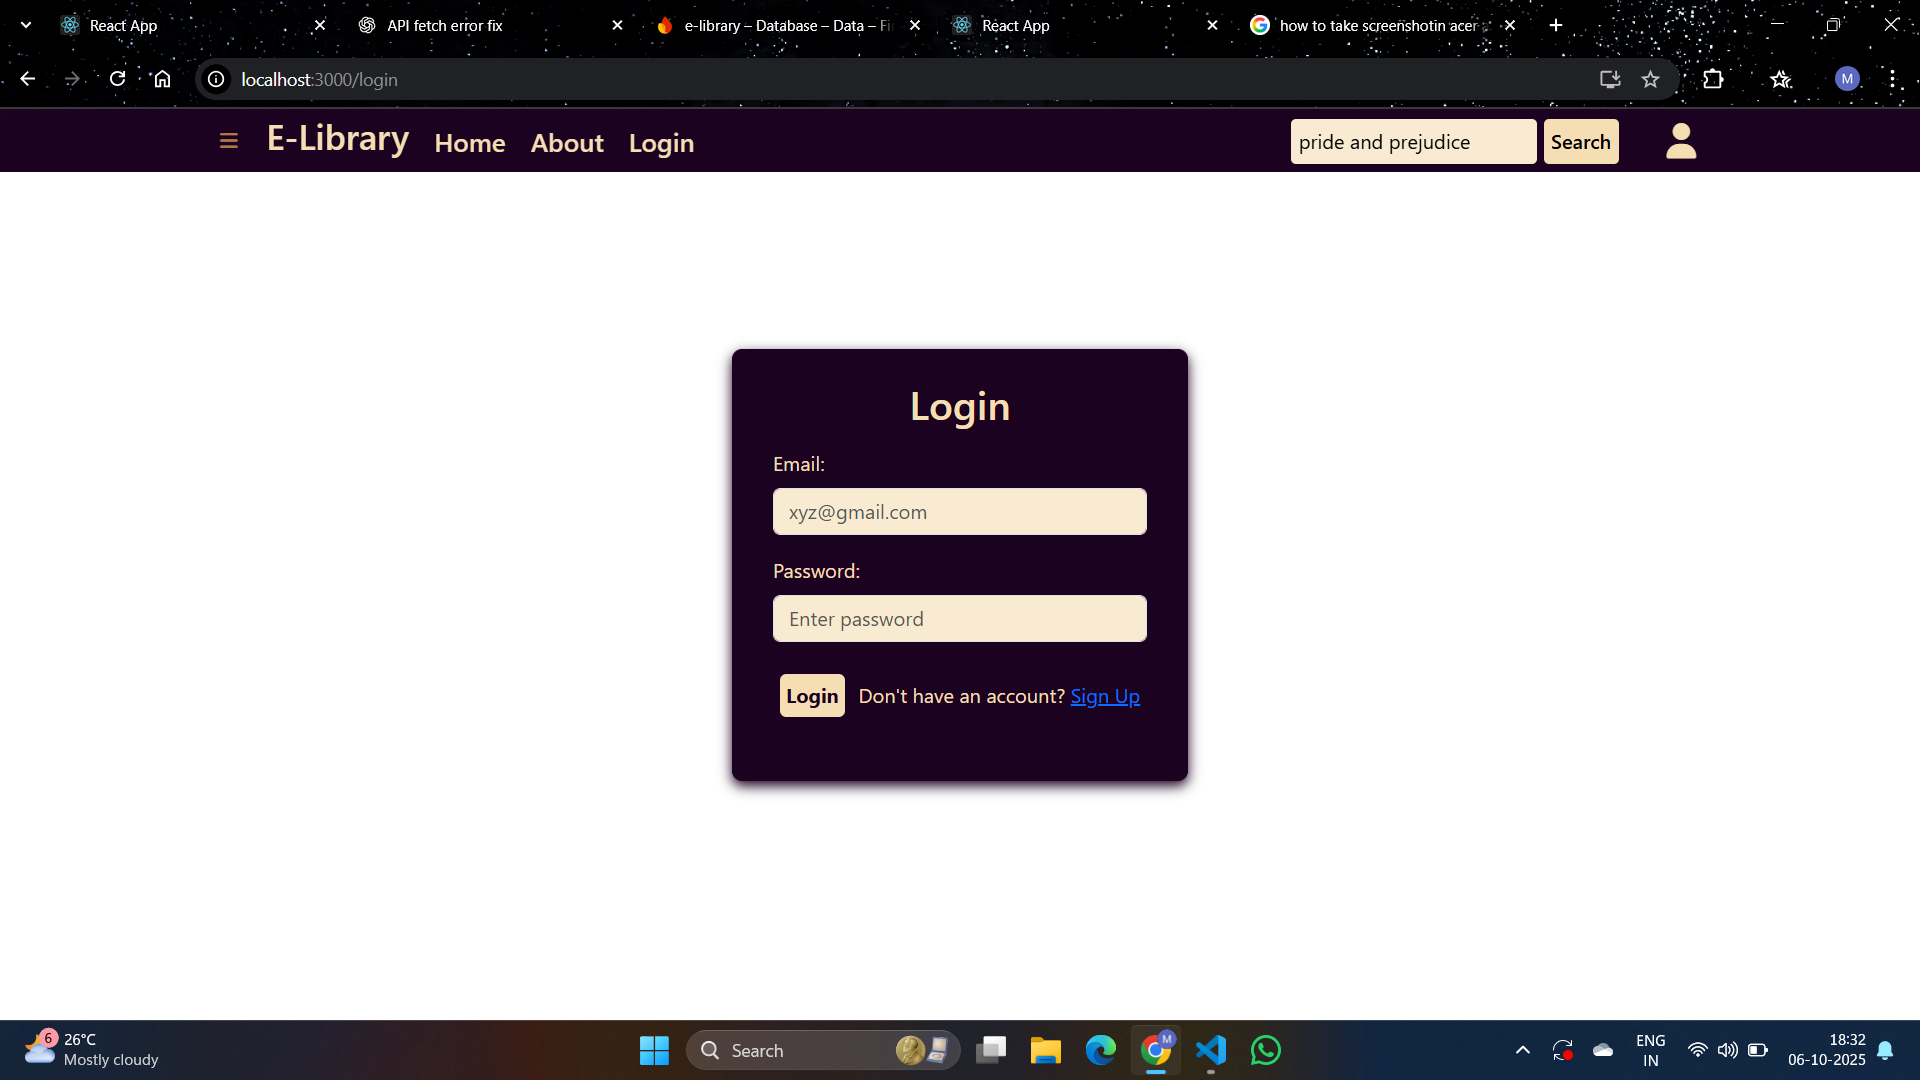 React App
API fetch error fix
e-library – Database – Data – Fi
React App
how to take screenshotin acer
localhost:3000/login
M
E-Library Home About Login
pride and prejudice Search
Login
Email:
xyz@gmail.com
Password:
Enter password
Login Don't have an account? Sign Up
6
26°C
Mostly cloudy
Search
M
ENG
IN
18:32
06-10-2025